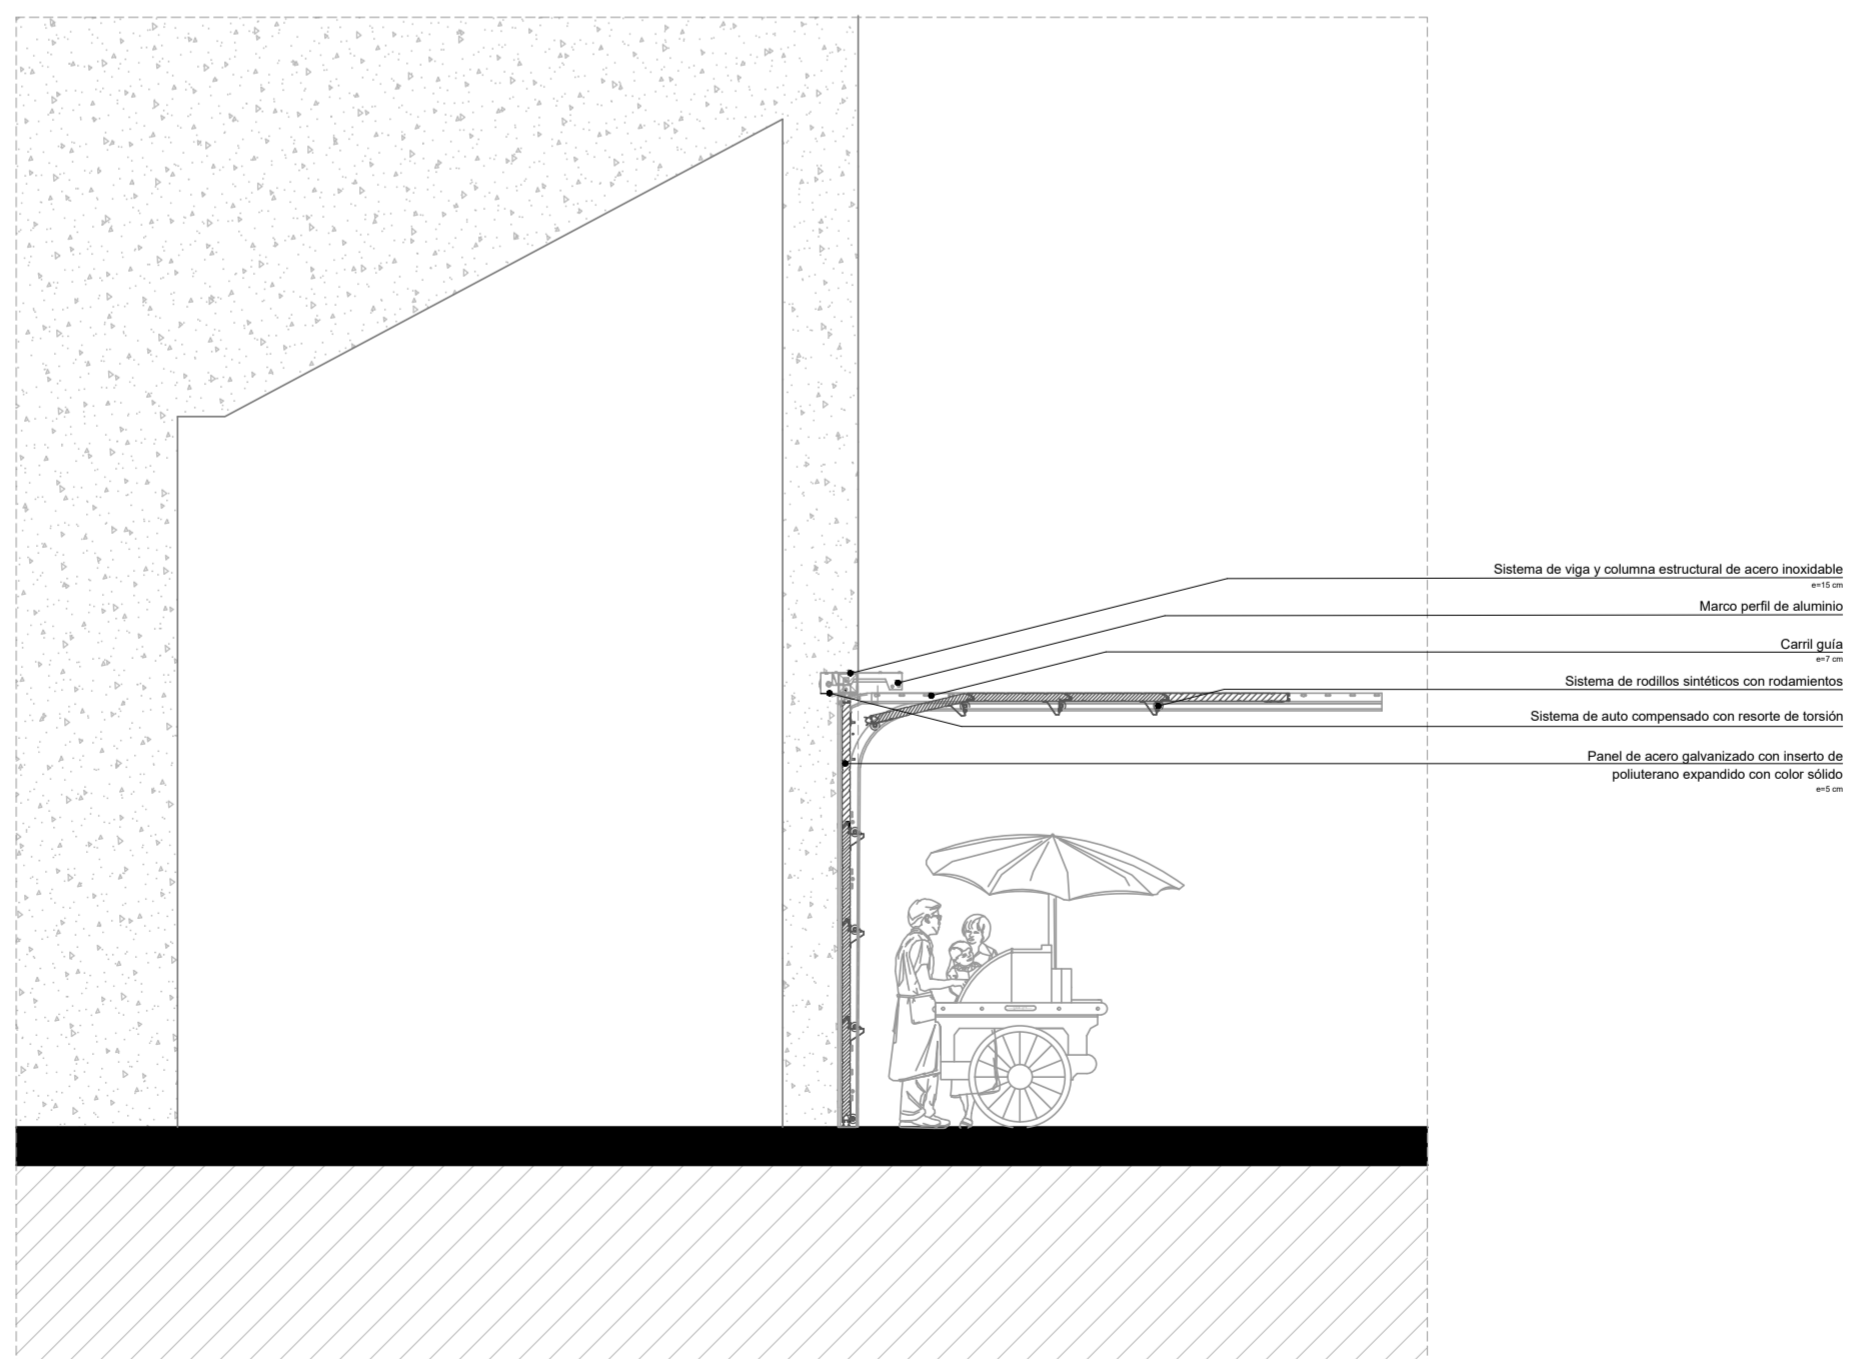 Sistema de viga y columna estructural de acero inoxidable
e=15 cm
Marco perfil de aluminio
Carril guía
e=7 cm
Sistema de rodillos sintéticos con rodamientos
Sistema de auto compensado con resorte de torsión
Panel de acero galvanizado con inserto de
poliuterano expandido con color sólido
e=5 cm